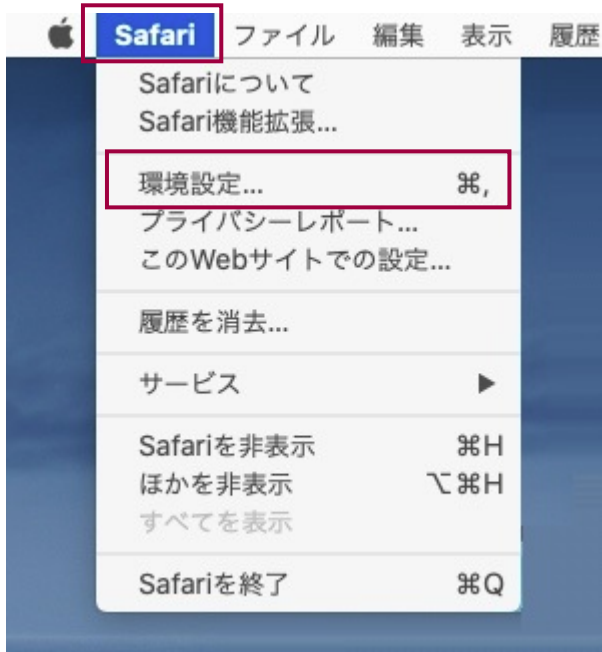 Safari ファイル 編集 表示 履歴
Safariについて
Safari機能拡張...
環境設定... ⌘,
プライバシーレポート...
このWebサイトでの設定...
履歴を消去...
サービス ▶
Safariを非表示 ⌘H
ほかを非表示 ⌥⌘H
すべてを表示
Safariを終了 ⌘Q